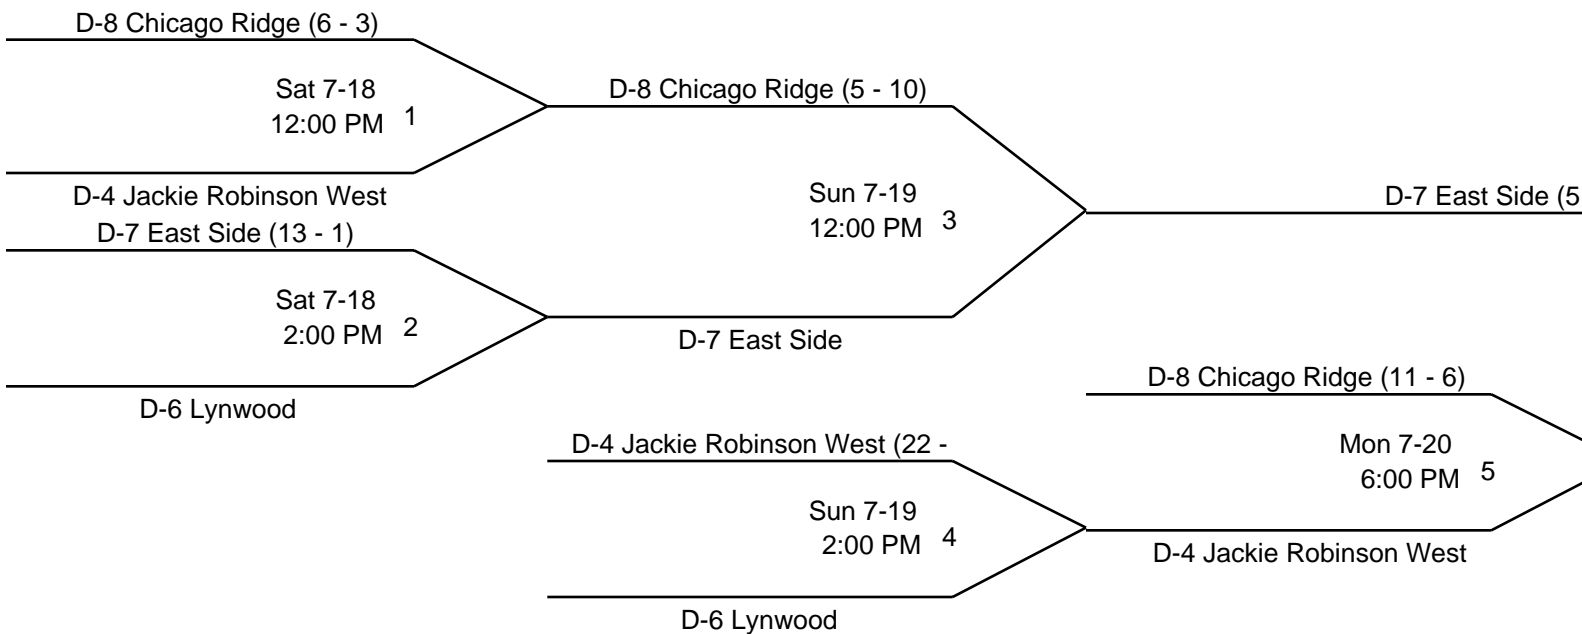 D-8 Chicago Ridge (6 - 3)
Sat 7-18
12:00 PM 1
D-4 Jackie Robinson West
D-7 East Side (13 - 1)
Sat 7-18
2:00 PM 2
D-6 Lynwood
D-8 Chicago Ridge (5 - 10)
Sun 7-19
12:00 PM 3
D-7 East Side
D-4 Jackie Robinson West (22 -
Sun 7-19
2:00 PM 4
D-6 Lynwood
D-7 East Side (5
D-8 Chicago Ridge (11 - 6)
Mon 7-20
6:00 PM 5
D-4 Jackie Robinson West